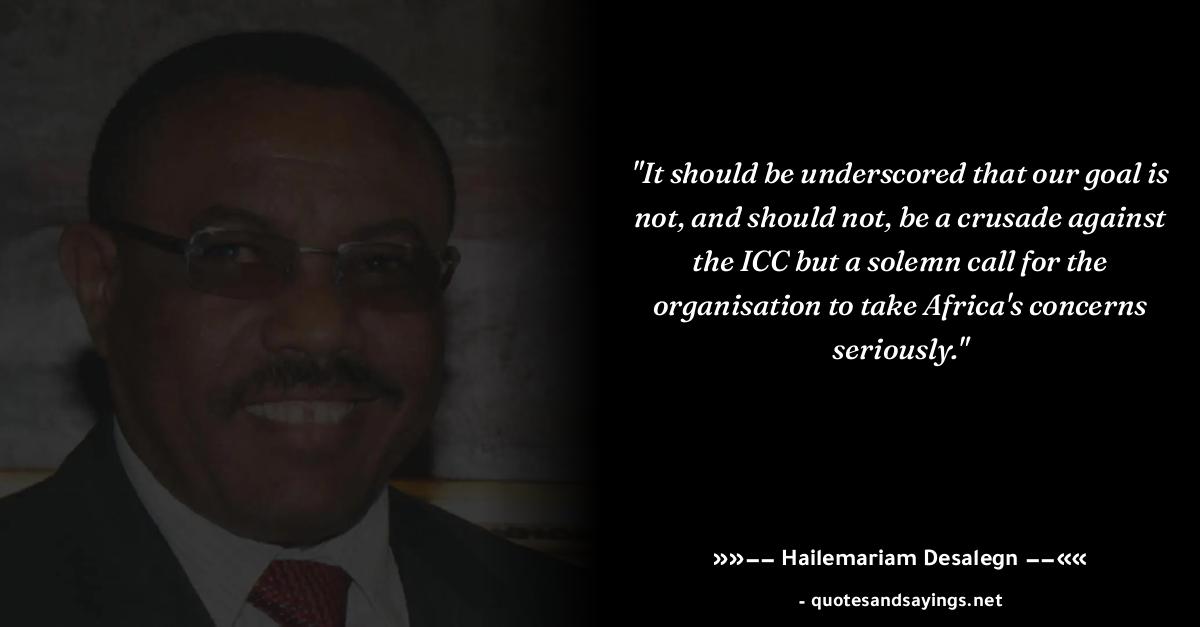 "It should be underscored that our goal is
not, and should not, be a crusade against
the ICC but a solemn call for the
organisation to take Africa's concerns
seriously."
»»-- Hailemariam Desalegn --««
- quotesandsayings.net